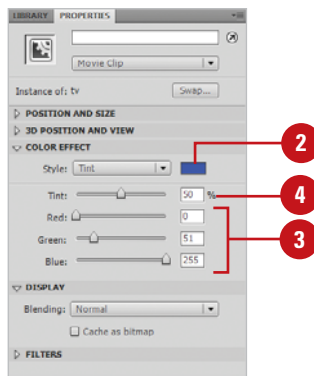 LIBRARY PROPERTIES
Movie Clip
Instance of: tv Swap...
POSITION AND SIZE
3D POSITION AND VIEW
COLOR EFFECT
2
Style: Tint
Tint: 50 %
4
Red: 0
Green: 51
3
Blue: 255
DISPLAY
Blending: Normal
Cache as bitmap
FILTERS